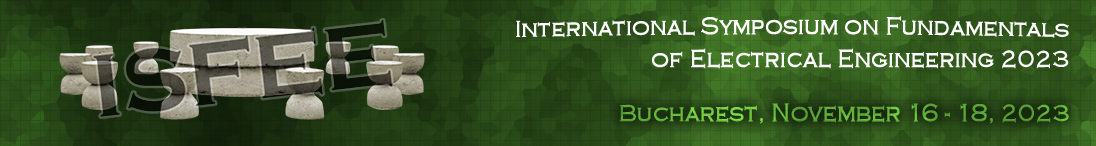 ISFEE
International Symposium on Fundamentals
of Electrical Engineering 2023
Bucharest, November 16 - 18, 2023